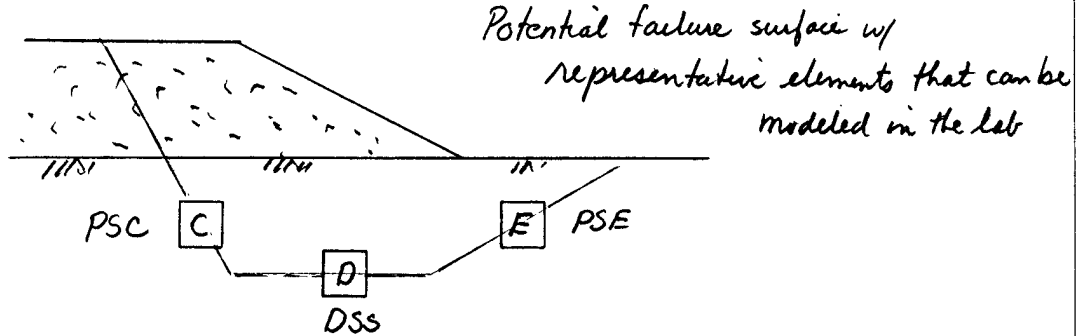 Potential failure surface w/
representative elements that can be
modeled in the lab
PSC C E PSE
D
DSS